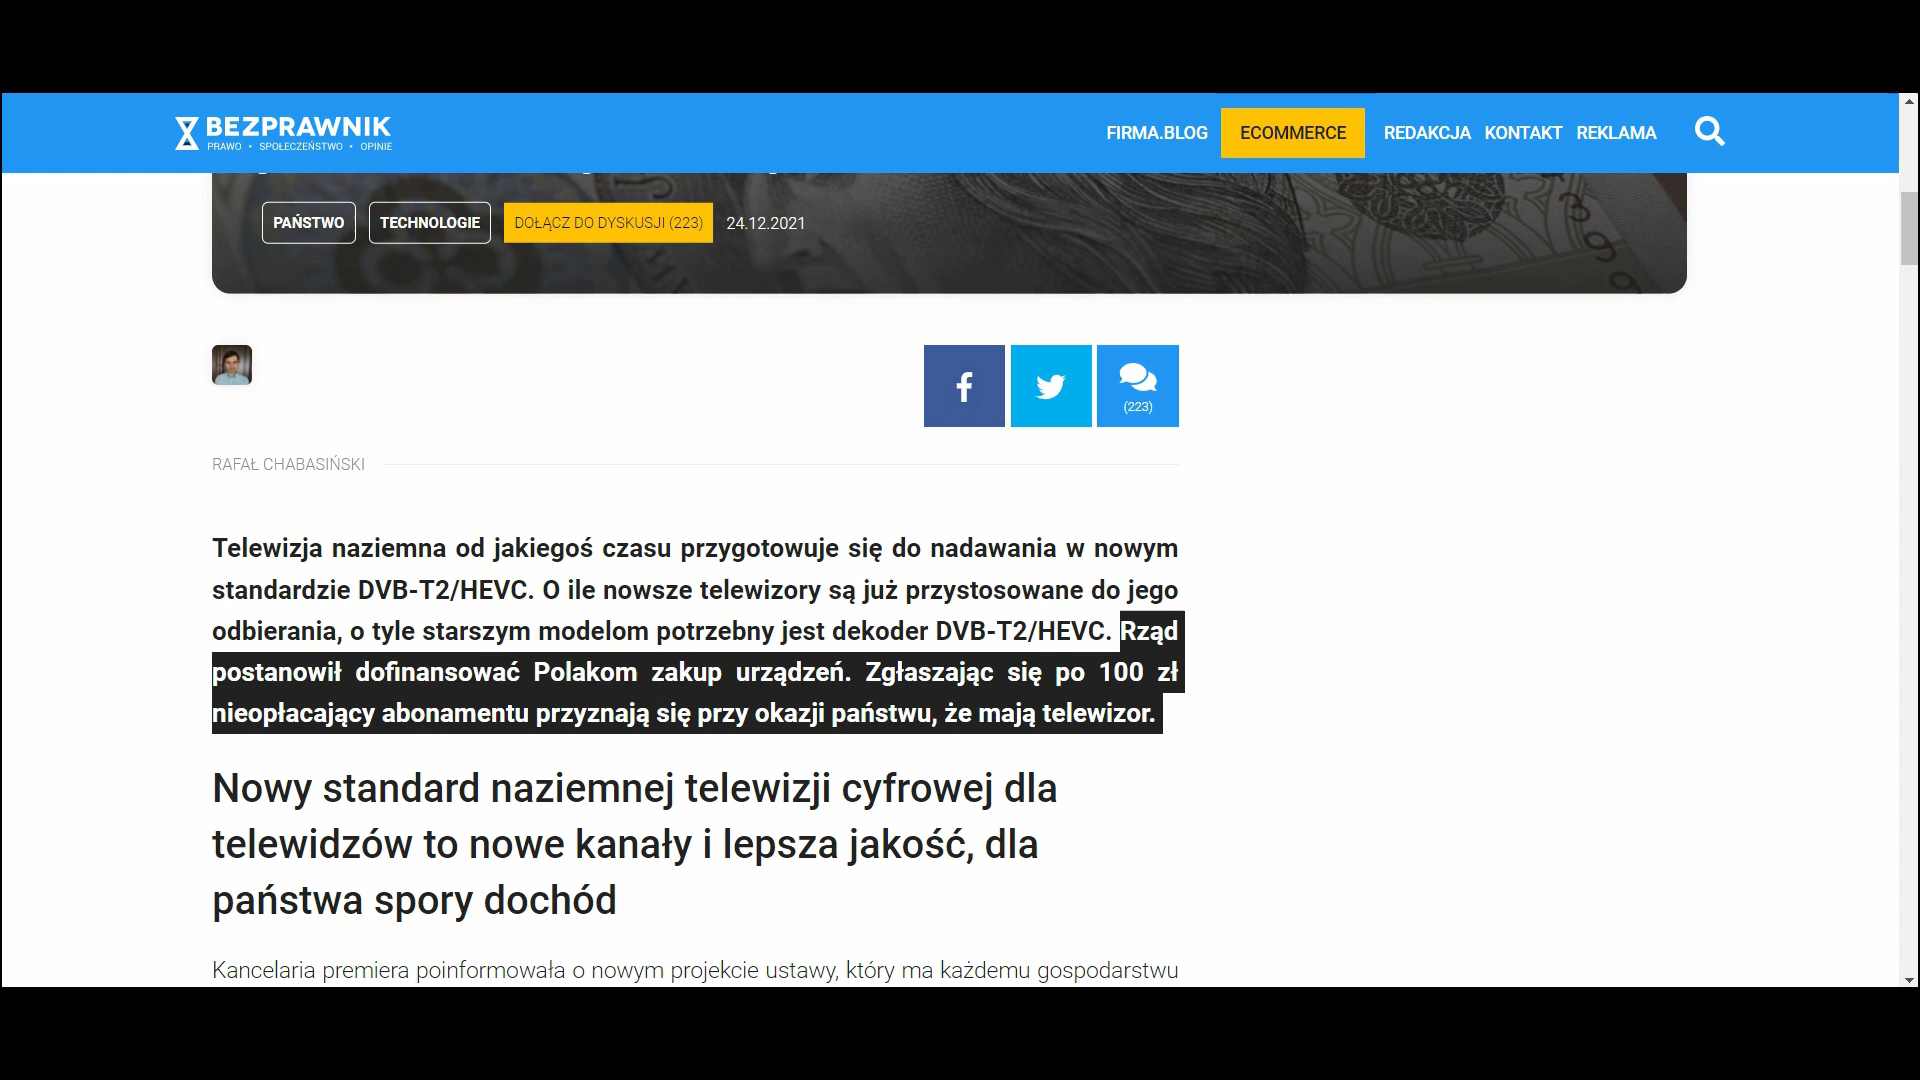 BEZPRAWNIK
PRAWO • SPOŁECZEŃSTWO • OPINIE
FIRMA.BLOG
ECOMMERCE
REDAKCJA
KONTAKT
REKLAMA
PAŃSTWO
TECHNOLOGIE
DOŁĄCZ DO DYSKUSJI (223)
24.12.2021
(223)
RAFAŁ CHABASIŃSKI
Telewizja naziemna od jakiegoś czasu przygotowuje się do nadawania w nowym
standardzie DVB-T2/HEVC. O ile nowsze telewizory są już przystosowane do jego
odbierania, o tyle starszym modelom potrzebny jest dekoder DVB-T2/HEVC. Rząd
postanowił dofinansować Polakom zakup urządzeń. Zgłaszając się po 100 zł
nieopłacający abonamentu przyznają się przy okazji państwu, że mają telewizor.
Nowy standard naziemnej telewizji cyfrowej dla
telewidzów to nowe kanały i lepsza jakość, dla
państwa spory dochód
Kancelaria premiera poinformowała o nowym projekcie ustawy, który ma każdemu gospodarstwu